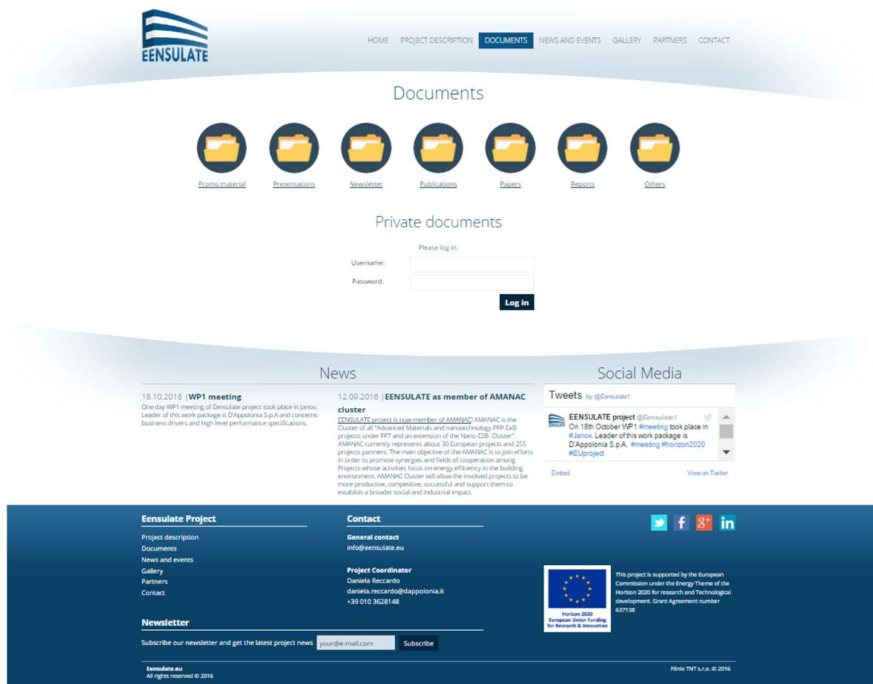 EENSULATE
HOME PROJECT DESCRIPTION DOCUMENTS NEWS AND EVENTS GALLERY PARTNERS CONTACT
Documents
Promo material Presentations Newsletter Publications Papers Reports Others
Private documents
Please log in.
Username:
Password:
Log in
News
18.10.2016 | WP1 meeting
One day WP1 meeting of Eensulate project took place in Janov.
Leader of this work package is D'Appolonia S.p.A and concerns
business drivers and high level performance specifications.
12.09.2016 | EENSULATE as member of AMANAC
cluster
EENSULATE project is now member of AMANAC! AMANAC is the
Cluster of all "Advanced Materials and nanotechnology PPP EeB
projects under FP7 and an extension of the Nano E2B- Cluster".
AMANAC currently represents about 30 European projects and 255
projects partners. The main objective of the AMANAC is to join efforts
in order to promote synergies and fields of cooperation among
Projects whose activities focus on energy efficiency in the building
environment. AMANAC Cluster will allow the involved projects to be
more productive, competitive, successful and support them to
establish a broader social and industrial impact.
Social Media
Tweets by @Eensulate1
EENSULATE project @Eensulate1
On 18th October WP1 #meeting took place in
#Janov. Leader of this work package is
D'Appolonia S.p.A. #meeting #horizon2020
#EUproject
Embed View on Twitter
Eensulate Project
Project description
Documents
News and events
Gallery
Partners
Contact
Contact
General contact
info@eensulate.eu
Project Coordinator
Daniela Reccardo
daniela.reccardo@dappolonia.it
+39 010 3628148
f g+ in
Horizon 2020
European Union Funding
for Research & Innovation
This project is supported by the European
Commission under the Energy Theme of the
Horizon 2020 for research and Technological
development. Grant Agreement number
637138
Newsletter
Subscribe our newsletter and get the latest project news your@e-mail.com Subscribe
Eensulate.eu
All rights reserved © 2016
Fénix TNT s.r.o. © 2016